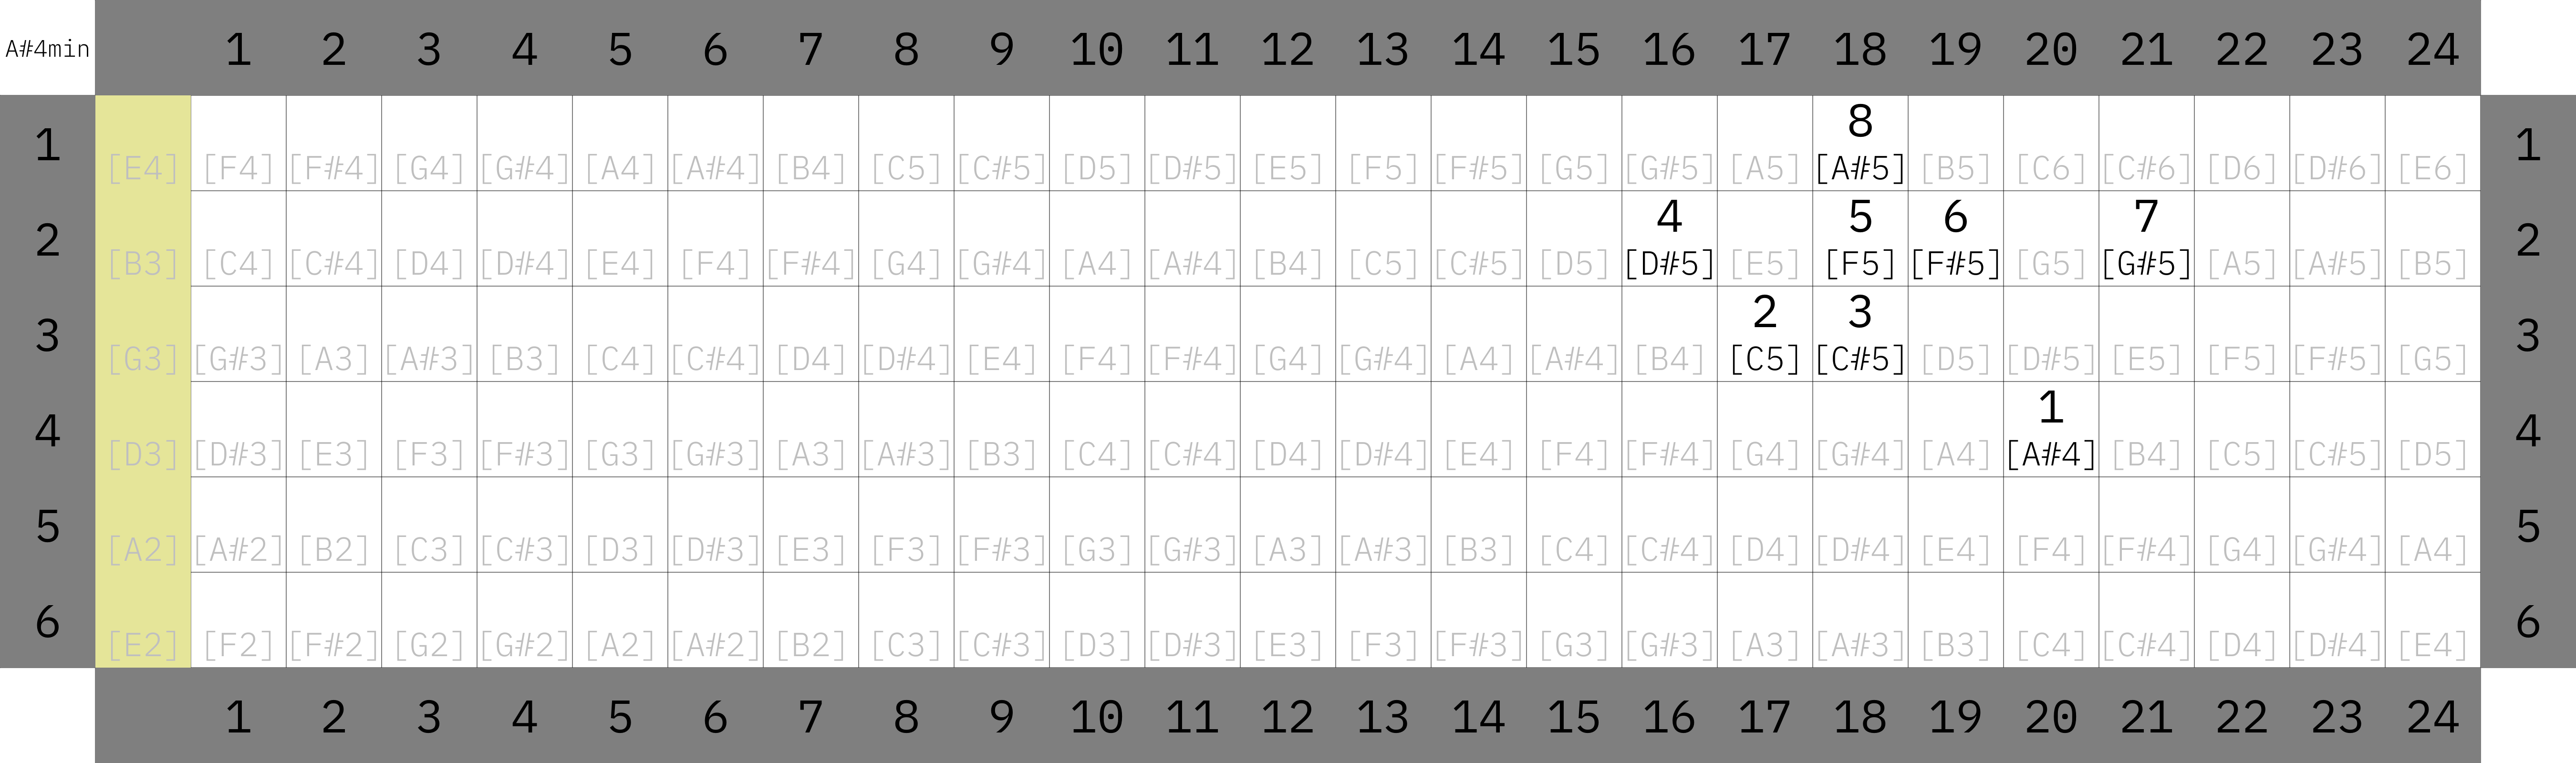 A#4min 1 2 3 4 5 6 7 8 9 10 11 12 13 14 15 16 17 18 19 20 21 22 23 24
8
1 [E4] [F4] [F#4] [G4] [G#4] [A4] [A#4] [B4] [C5] [C#5] [D5] [D#5] [E5] [F5] [F#5] [G5] [G#5] [A5] [A#5] [B5] [C6] [C#6] [D6] [D#6] [E6] 1
4 5 6 7
2 [B3] [C4] [C#4] [D4] [D#4] [E4] [F4] [F#4] [G4] [G#4] [A4] [A#4] [B4] [C5] [C#5] [D5] [D#5] [E5] [F5] [F#5] [G5] [G#5] [A5] [A#5] [B5] 2
2 3
3 [G3] [G#3] [A3] [A#3] [B3] [C4] [C#4] [D4] [D#4] [E4] [F4] [F#4] [G4] [G#4] [A4] [A#4] [B4] [C5] [C#5] [D5] [D#5] [E5] [F5] [F#5] [G5] 3
1
4 [D3] [D#3] [E3] [F3] [F#3] [G3] [G#3] [A3] [A#3] [B3] [C4] [C#4] [D4] [D#4] [E4] [F4] [F#4] [G4] [G#4] [A4] [A#4] [B4] [C5] [C#5] [D5] 4
5 [A2] [A#2] [B2] [C3] [C#3] [D3] [D#3] [E3] [F3] [F#3] [G3] [G#3] [A3] [A#3] [B3] [C4] [C#4] [D4] [D#4] [E4] [F4] [F#4] [G4] [G#4] [A4] 5
6 [E2] [F2] [F#2] [G2] [G#2] [A2] [A#2] [B2] [C3] [C#3] [D3] [D#3] [E3] [F3] [F#3] [G3] [G#3] [A3] [A#3] [B3] [C4] [C#4] [D4] [D#4] [E4] 6
1 2 3 4 5 6 7 8 9 10 11 12 13 14 15 16 17 18 19 20 21 22 23 24